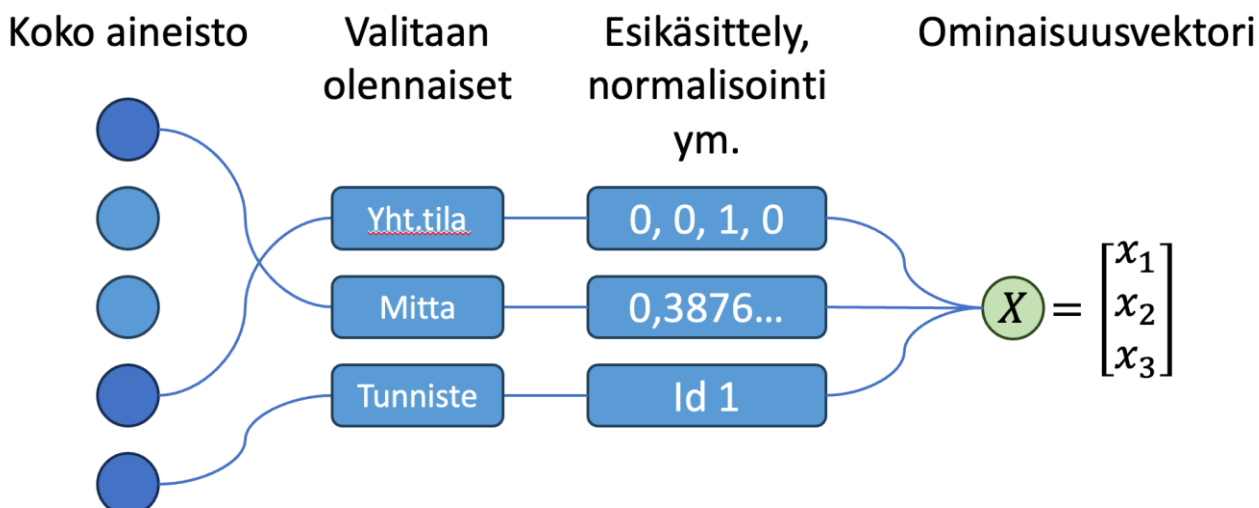 Koko aineisto
Valitaan
olennaiset
Esikäsittely,
normalisointi
ym.
Ominaisuusvektori
Yht.tila
0, 0, 1, 0
Mitta
0,3876...
Tunniste
Id 1
X = [x₁
x₂
x₃]